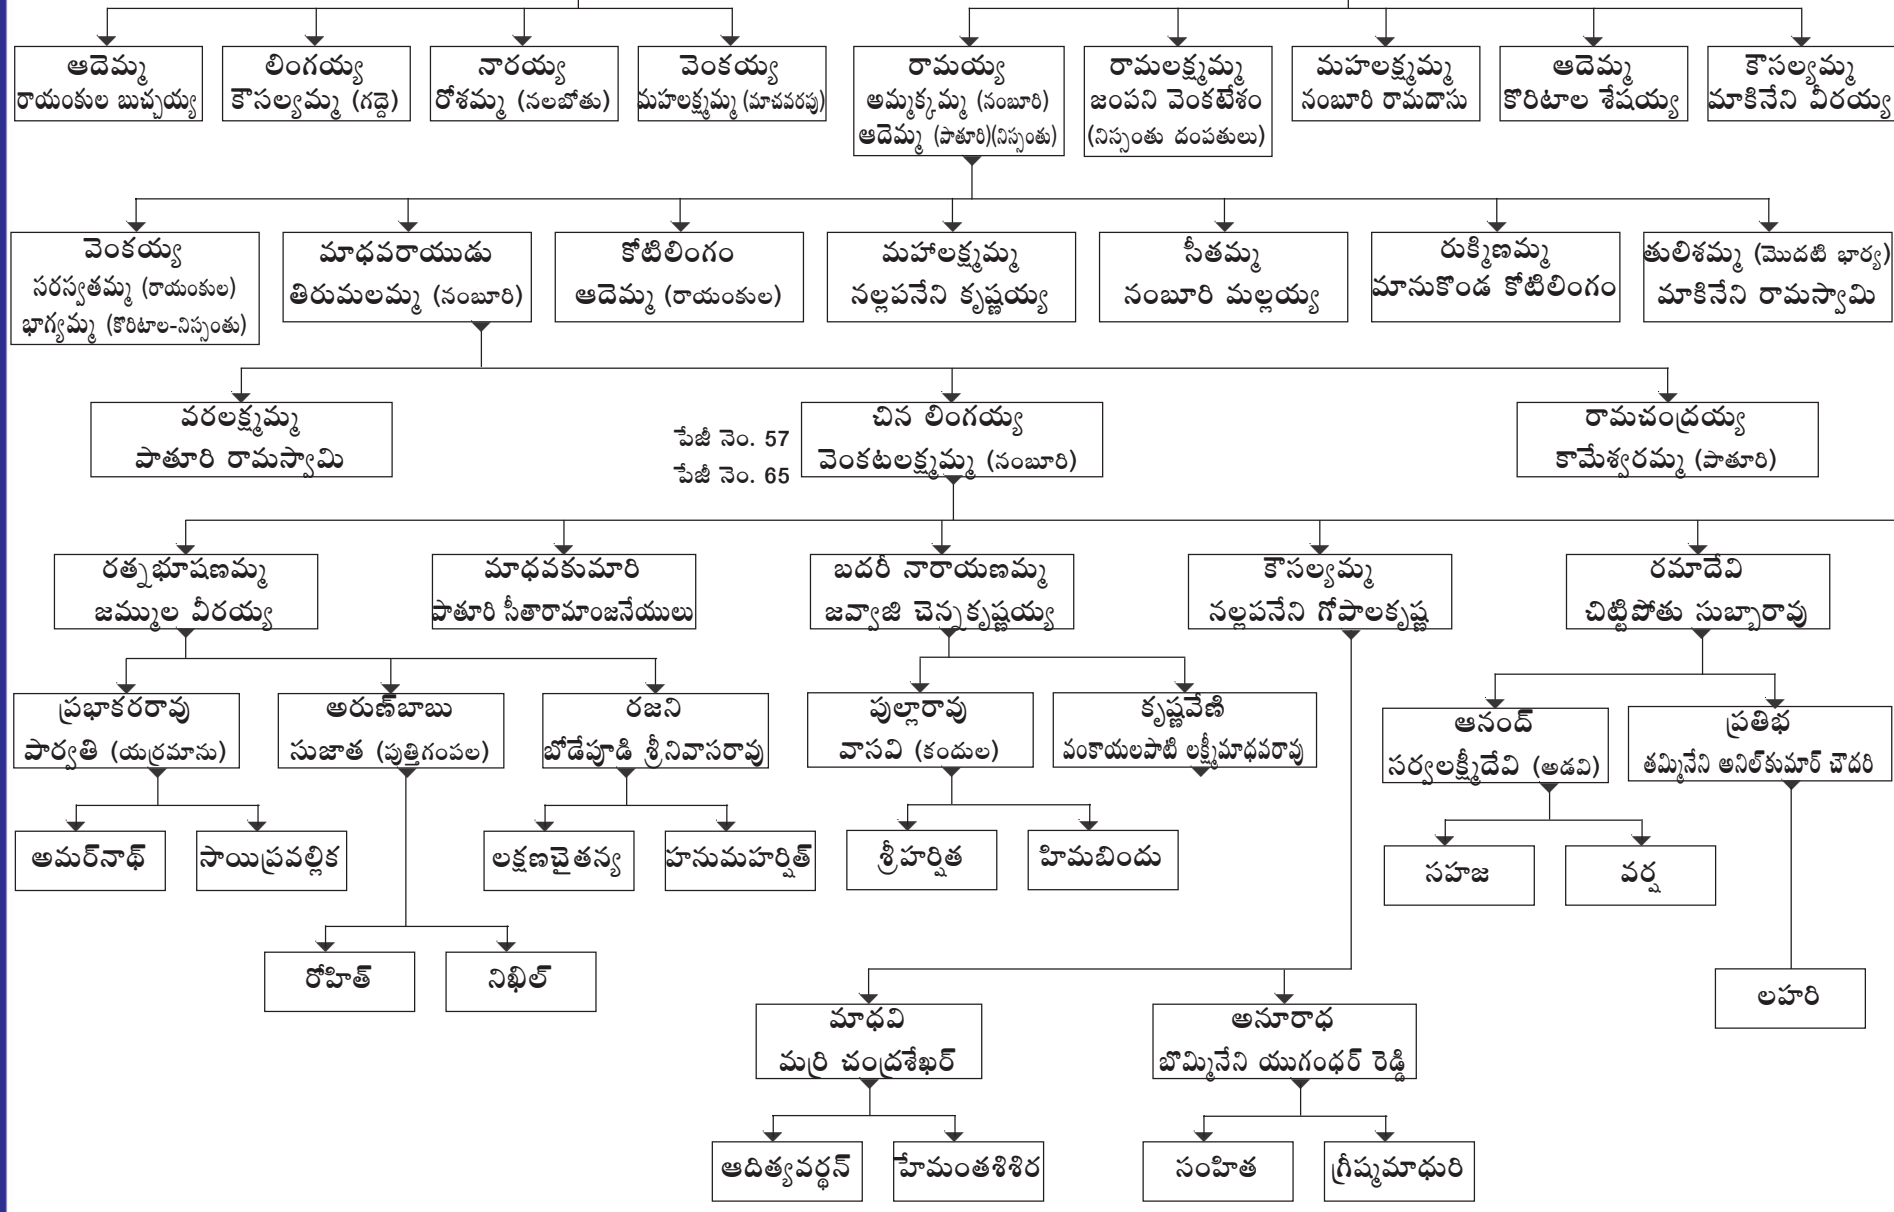 ఆదెమ్మ
రాయంకుల బుచ్చయ్య
లింగయ్య
కౌసల్యమ్మ (గద్దె)
నారయ్య
రోశమ్మ (నలబోతు)
వెంకయ్య
మహలక్ష్మమ్మ (మాచవరపు)
రామయ్య
అమ్మక్కమ్మ (నంబూరి)
ఆదెమ్మ (పాతూరి)(నిస్సంతు)
రామలక్ష్మమ్మ
జంపని వెంకటేశం
(నిస్సంతు దంపతులు)
మహలక్ష్మమ్మ
నంబూరి రామదాసు
ఆదెమ్మ
కొరిటాల శేషయ్య
కౌసల్యమ్మ
మాకినేని వీరయ్య
వెంకయ్య
సరస్వతమ్మ (రాయంకుల)
భాగ్యమ్మ (కొరిటాల-నిస్సంతు)
మాధవరాయుడు
తిరుమలమ్మ (నంబూరి)
కోటిలింగం
ఆదెమ్మ (రాయంకుల)
మహాలక్ష్మమ్మ
నల్లపనేని కృష్ణయ్య
సీతమ్మ
నంబూరి మల్లయ్య
రుక్మిణమ్మ
మానుకొండ కోటిలింగం
తులిశమ్మ (మొదటి భార్య)
మాకినేని రామస్వామి
వరలక్ష్మమ్మ
పాతూరి రామస్వామి
పేజీ నెం. 57
పేజీ నెం. 65
చిన లింగయ్య
వెంకటలక్ష్మమ్మ (నంబూరి)
రామచంద్రయ్య
కామేశ్వరమ్మ (పాతూరి)
రత్నభూషణమ్మ
జమ్ముల వీరయ్య
మాధవకుమారి
పాతూరి సీతారామాంజనేయులు
బదరీ నారాయణమ్మ
జవ్వాజి చెన్నకృష్ణయ్య
కౌసల్యమ్మ
నల్లపనేని గోపాలకృష్ణ
రమాదేవి
చిట్టిపోతు సుబ్బారావు
ప్రభాకరరావు
పార్వతి (యర్రమాను)
అరుణ్‌బాబు
సుజాత (పుత్తిగంపల)
రజని
బోడేపూడి శ్రీనివాసరావు
పుల్లారావు
వాసవి (కందుల)
కృష్ణవేణి
వంకాయలపాటి లక్ష్మీమాధవరావు
ఆనంద్
సర్వలక్ష్మీదేవి (అడవి)
ప్రతిభ
తమ్మినేని అనిల్‌కుమార్ చౌదరి
అమర్‌నాథ్
సాయిప్రవల్లిక
లక్షణచైతన్య
హనుమహర్షిత్
శ్రీహర్షిత
హిమబిందు
సహజ
వర్ష
రోహిత్
నిఖిల్
లహరి
మాధవి
మర్రి చంద్రశేఖర్
అనూరాధ
బొమ్మినేని యుగంధర్ రెడ్డి
ఆదిత్యవర్థన్
హేమంతశిశిర
సంహిత
గ్రీష్మమాధురి